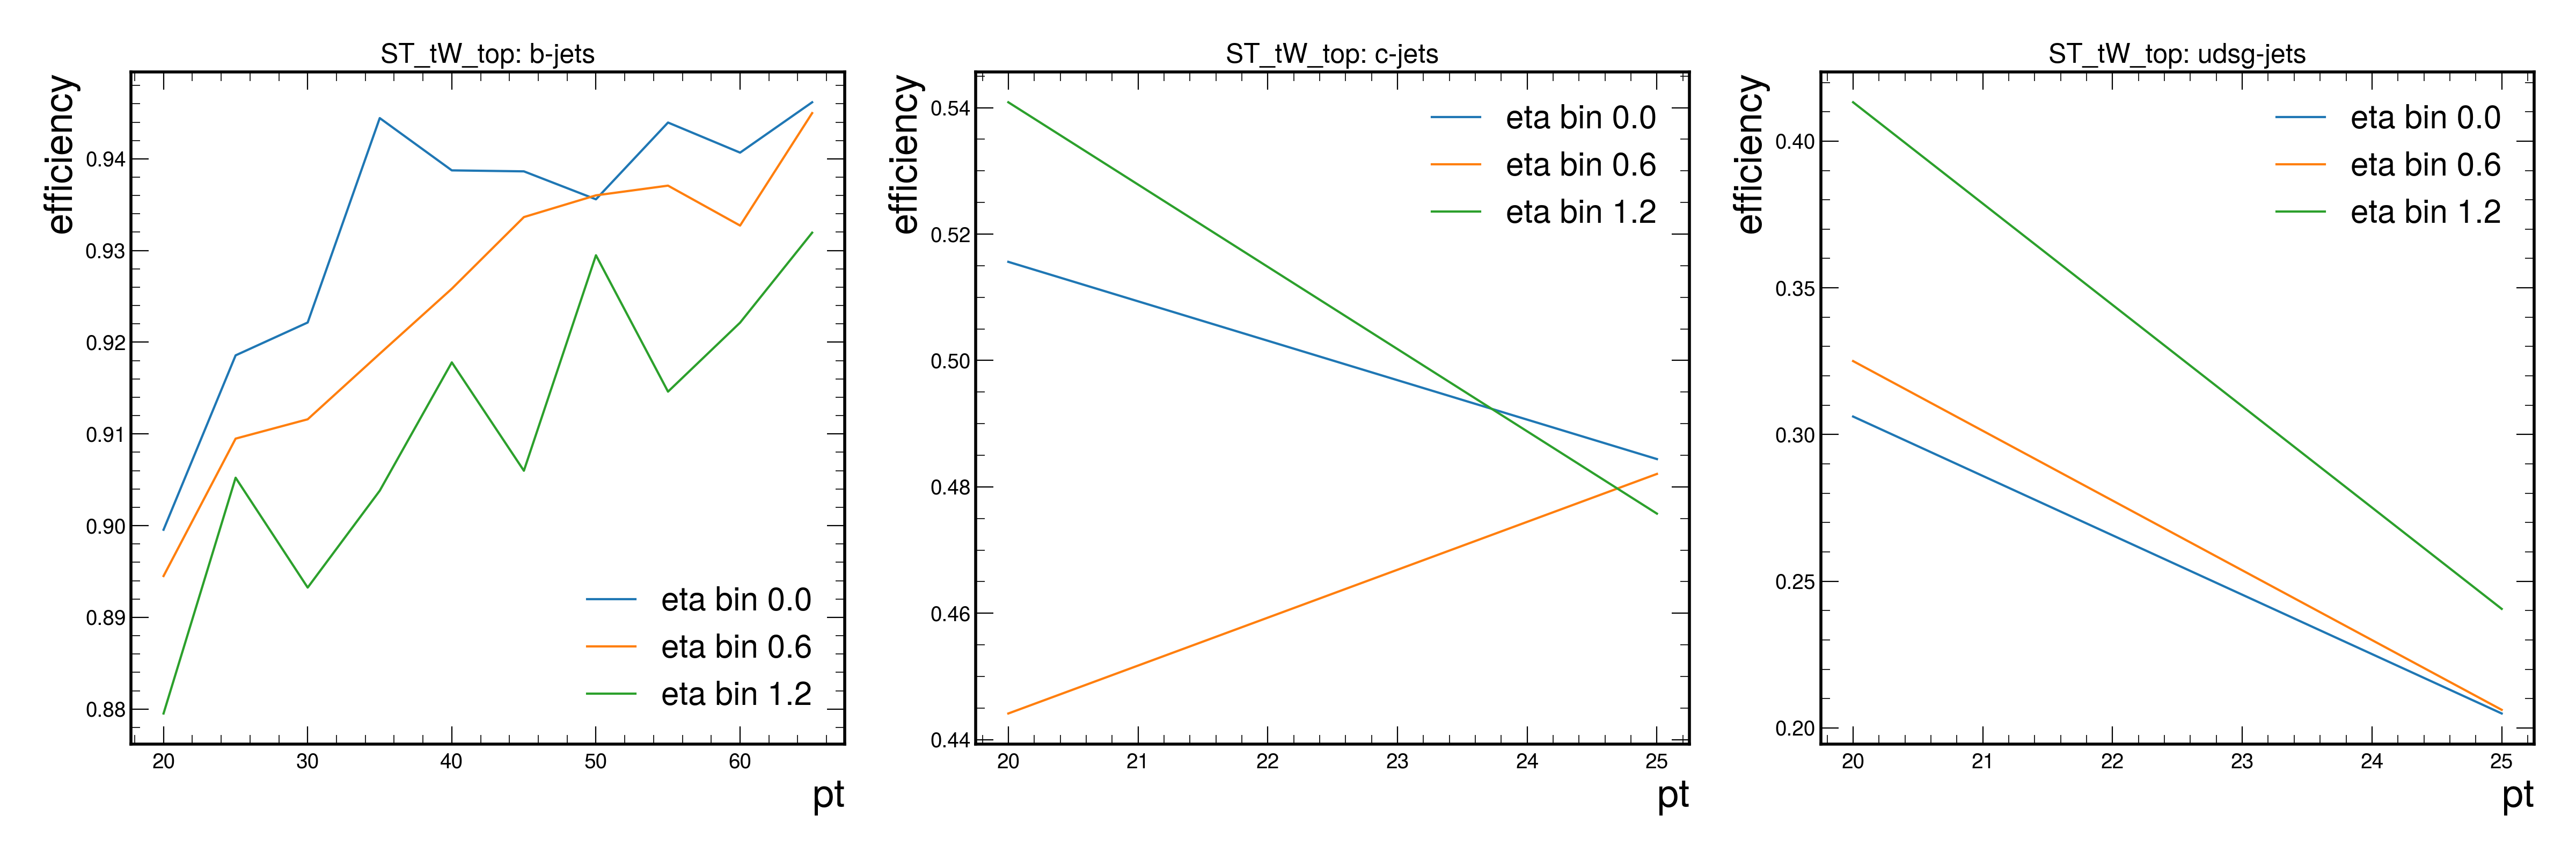 ST_tW_top: b-jets
efficiency
0.94
0.93
0.92
0.91
0.90
0.89
0.88
eta bin 0.0
eta bin 0.6
eta bin 1.2
20 30 40 50 60
pt
ST_tW_top: c-jets
efficiency
0.54
0.52
0.50
0.48
0.46
0.44
eta bin 0.0
eta bin 0.6
eta bin 1.2
20 21 22 23 24 25
pt
ST_tW_top: udsg-jets
efficiency
0.40
0.35
0.30
0.25
0.20
eta bin 0.0
eta bin 0.6
eta bin 1.2
20 21 22 23 24 25
pt